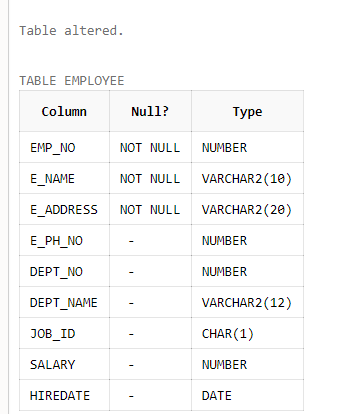 Table altered.
TABLE EMPLOYEE
Column Null? Type
EMP_NO NOT NULL NUMBER
E_NAME NOT NULL VARCHAR2(10)
E_ADDRESS NOT NULL VARCHAR2(20)
E_PH_NO - NUMBER
DEPT_NO - NUMBER
DEPT_NAME - VARCHAR2(12)
JOB_ID - CHAR(1)
SALARY - NUMBER
HIREDATE - DATE